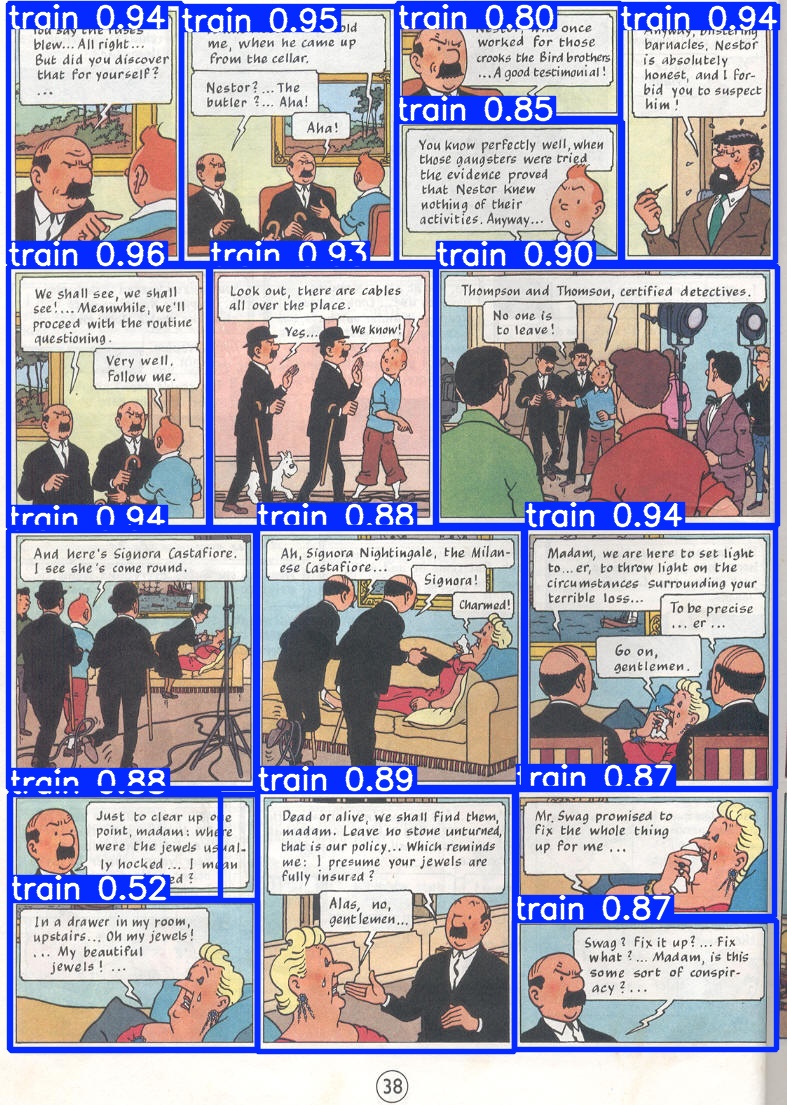 train 0.94
You say the fuses
blew... All right...
But did you discover
that for yourself?
...
train 0.95
told
me, when he came up
from the cellar.
Nestor?... The
butler?... Aha!
Aha!
train 0.80
Nestor, who once
worked for those
crooks the Bird brothers
...A good testimonial!
train 0.85
You know perfectly well, when
those gangsters were tried
the evidence proved
that Nestor knew
nothing of their
activities. Anyway...
train 0.94
Anyway, blistering
barnacles, Nestor
is absolutely
honest, and I for-
bid you to suspect
him!
train 0.96
We shall see, we shall
see!... Meanwhile, we'll
proceed with the routine
questioning.
Very well.
Follow me.
train 0.93
Look out, there are cables
all over the place.
Yes...
We know!
train 0.90
Thompson and Thomson, certified detectives.
No one is
to leave!
train 0.94
And here's Signora Castafiore.
I see she's come round.
train 0.88
Ah, Signora Nightingale, the Milan-
ese Castafiore...
Signora!
Charmed!
train 0.94
Madam, we are here to set light
to...er, to throw light on the
circumstances surrounding your
terrible loss...
To be precise
... er ...
Go on,
gentlemen.
train 0.88
Just to clear up one
point, madam: where
were the jewels usual-
ly hocked... I mean
ed?
train 0.52
In a drawer in my room,
upstairs... Oh my jewels!
... My beautiful
jewels! ...
train 0.89
Dead or alive, we shall find them,
madam. Leave no stone unturned,
that is our policy... Which reminds
me: I presume your jewels are
fully insured?
Alas, no,
gentlemen...
train 0.87
Mr. Swag promised to
fix the whole thing
up for me ...
train 0.87
Swag? Fix it up?... Fix
what?... Madam, is this
some sort of conspir-
acy?...
38